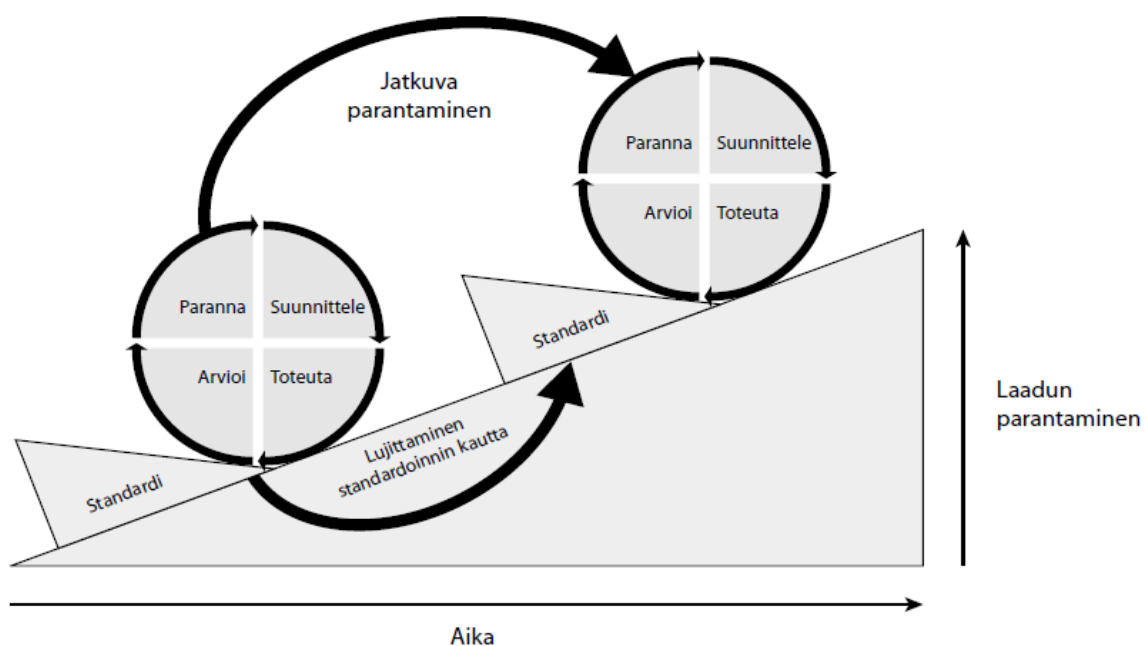 Jatkuva
parantaminen
Paranna Suunnittele
Arvioi Toteuta
Paranna Suunnittele
Arvioi Toteuta
Standardi
Standardi
Lujittaminen
standardoinnin kautta
Laadun
parantaminen
Aika